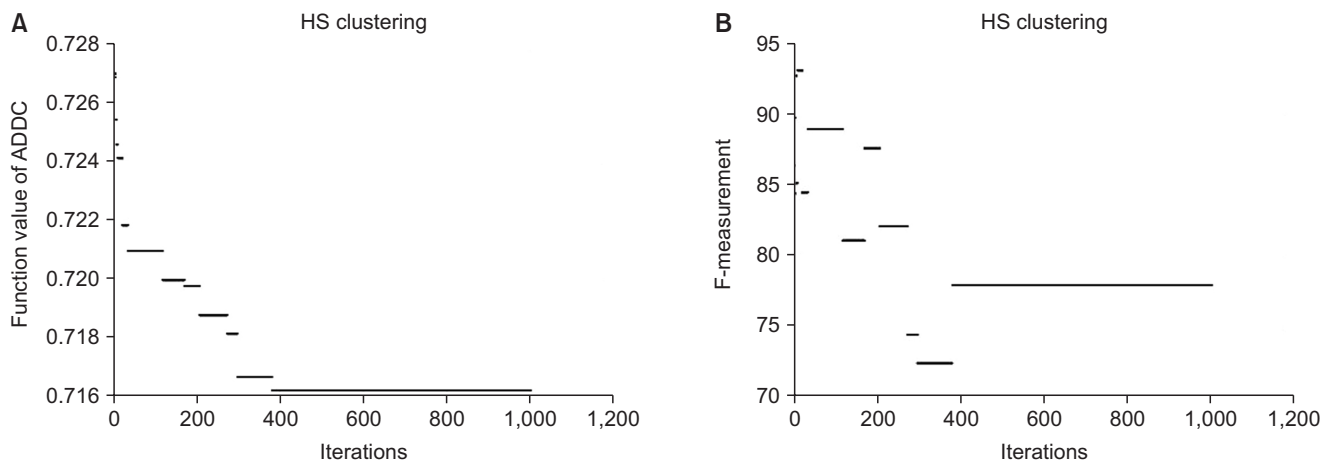 A
HS clustering
Function value of ADDC
0.728
0.726
0.724
0.722
0.720
0.718
0.716
0 200 400 600 800 1,000 1,200
Iterations
B
HS clustering
F-measurement
95
90
85
80
75
70
0 200 400 600 800 1,000 1,200
Iterations